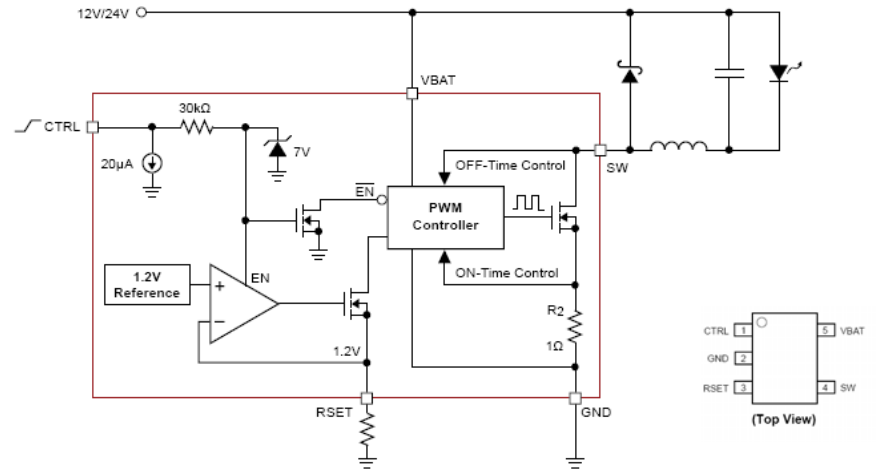 12V/24V
VBAT
30kΩ
CTRL
7V
20μA
SW
OFF-Time Control
EN
PWM
Controller
EN
ON-Time Control
1.2V
Reference
+
−
R2
1Ω
1.2V
RSET
GND
CTRL 1
5 VBAT
GND 2
RSET 3
4 SW
(Top View)